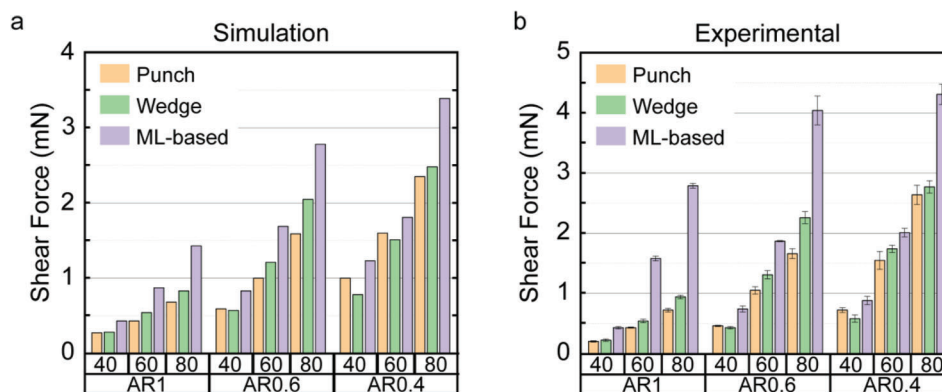 a
Simulation
Shear Force (mN)
4
3
2
1
0
Punch
Wedge
ML-based
40 60 80 40 60 80 40 60 80
AR1 AR0.6 AR0.4
b
Experimental
Shear Force (mN)
5
4
3
2
1
0
Punch
Wedge
ML-based
40 60 80 40 60 80 40 60 80
AR1 AR0.6 AR0.4